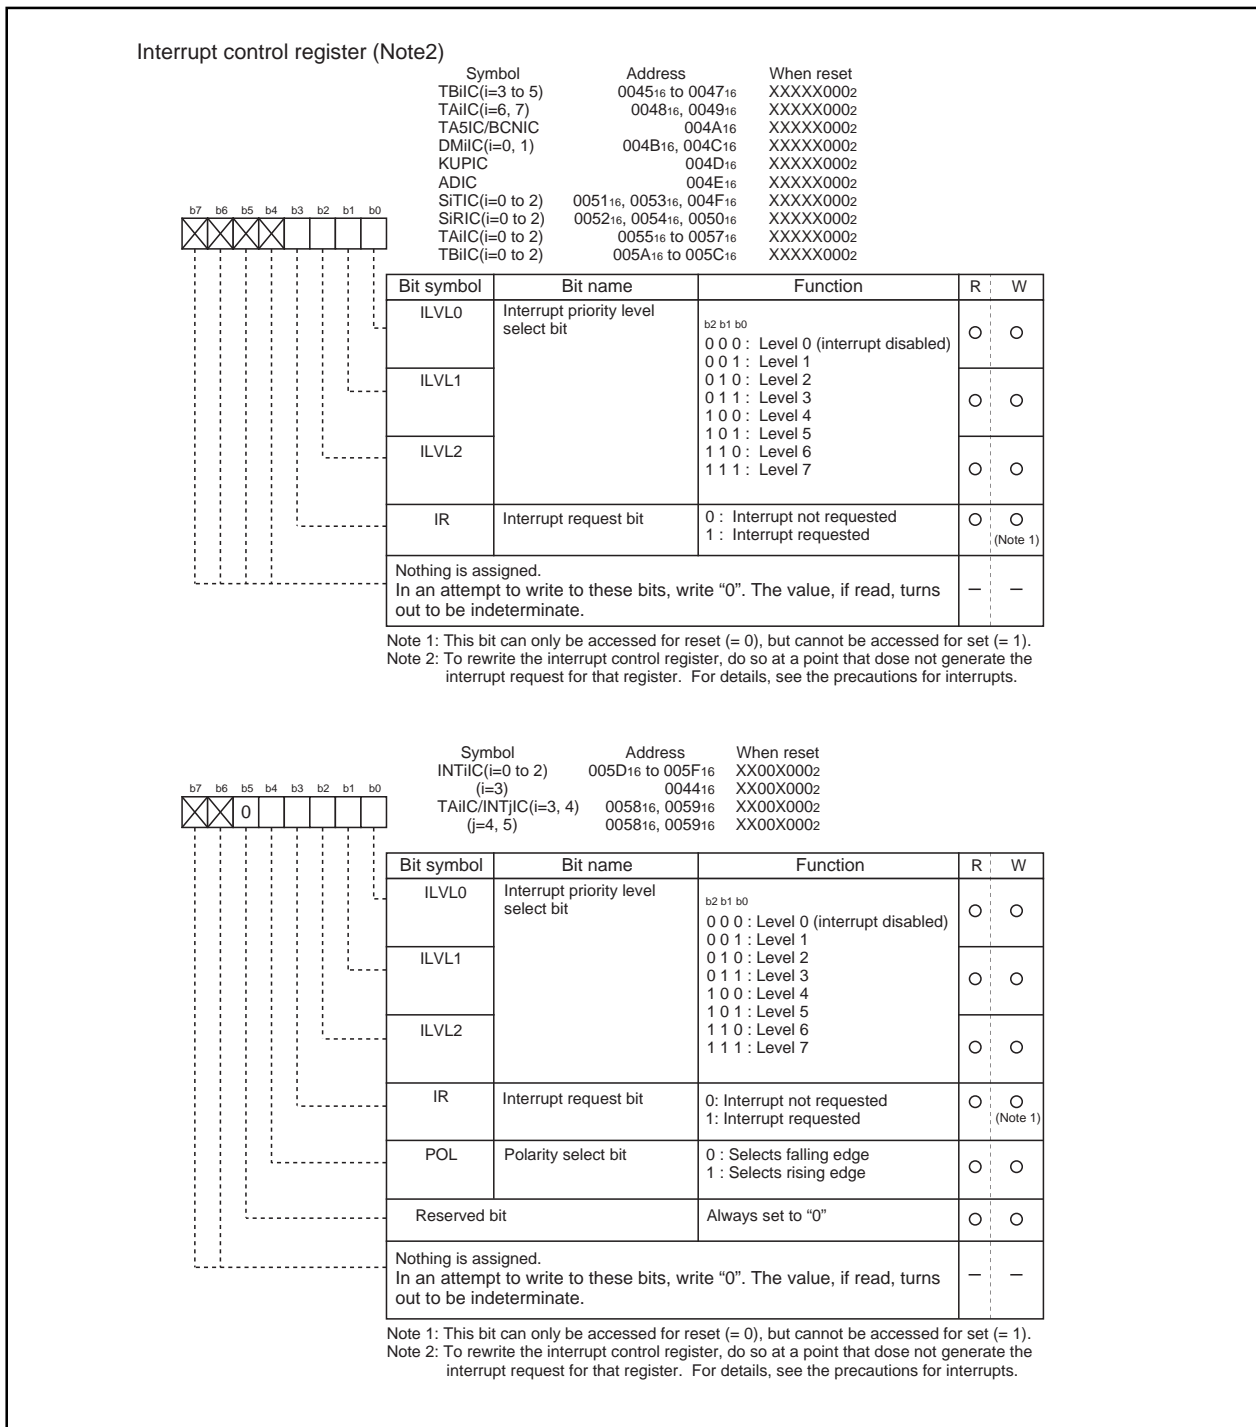 Interrupt control register (Note2)
Symbol Address When reset
TBiIC(i=3 to 5) 004516 to 004716 XXXXX0002
TAiIC(i=6, 7) 004816, 004916 XXXXX0002
TA5IC/BCNIC 004A16 XXXXX0002
DMiIC(i=0, 1) 004B16, 004C16 XXXXX0002
KUPIC 004D16 XXXXX0002
ADIC 004E16 XXXXX0002
SiTIC(i=0 to 2) 005116, 005316, 004F16 XXXXX0002
SiRIC(i=0 to 2) 005216, 005416, 005016 XXXXX0002
TAiIC(i=0 to 2) 005516 to 005716 XXXXX0002
TBiIC(i=0 to 2) 005A16 to 005C16 XXXXX0002
b7 b6 b5 b4 b3 b2 b1 b0
Bit symbol Bit name Function R W
ILVL0 Interrupt priority level
select bit
b2 b1 b0
0 0 0 : Level 0 (interrupt disabled)
0 0 1 : Level 1
ILVL1 0 1 0 : Level 2
0 1 1 : Level 3
1 0 0 : Level 4
1 0 1 : Level 5
ILVL2 1 1 0 : Level 6
1 1 1 : Level 7
IR Interrupt request bit 0 : Interrupt not requested
1 : Interrupt requested
(Note 1)
Nothing is assigned.
In an attempt to write to these bits, write “0”. The value, if read, turns
out to be indeterminate.
– –
Note 1: This bit can only be accessed for reset (= 0), but cannot be accessed for set (= 1).
Note 2: To rewrite the interrupt control register, do so at a point that dose not generate the
interrupt request for that register. For details, see the precautions for interrupts.
Symbol Address When reset
INTiIC(i=0 to 2) 005D16 to 005F16 XX00X0002
(i=3) 004416 XX00X0002
TAiIC/INTjIC(i=3, 4) 005816, 005916 XX00X0002
(j=4, 5) 005816, 005916 XX00X0002
b7 b6 b5 b4 b3 b2 b1 b0
0
Bit symbol Bit name Function R W
ILVL0 Interrupt priority level
select bit
b2 b1 b0
0 0 0 : Level 0 (interrupt disabled)
0 0 1 : Level 1
ILVL1 0 1 0 : Level 2
0 1 1 : Level 3
1 0 0 : Level 4
1 0 1 : Level 5
ILVL2 1 1 0 : Level 6
1 1 1 : Level 7
IR Interrupt request bit 0: Interrupt not requested
1: Interrupt requested
(Note 1)
POL Polarity select bit 0 : Selects falling edge
1 : Selects rising edge
Reserved bit Always set to “0”
Nothing is assigned.
In an attempt to write to these bits, write “0”. The value, if read, turns
out to be indeterminate.
– –
Note 1: This bit can only be accessed for reset (= 0), but cannot be accessed for set (= 1).
Note 2: To rewrite the interrupt control register, do so at a point that dose not generate the
interrupt request for that register. For details, see the precautions for interrupts.